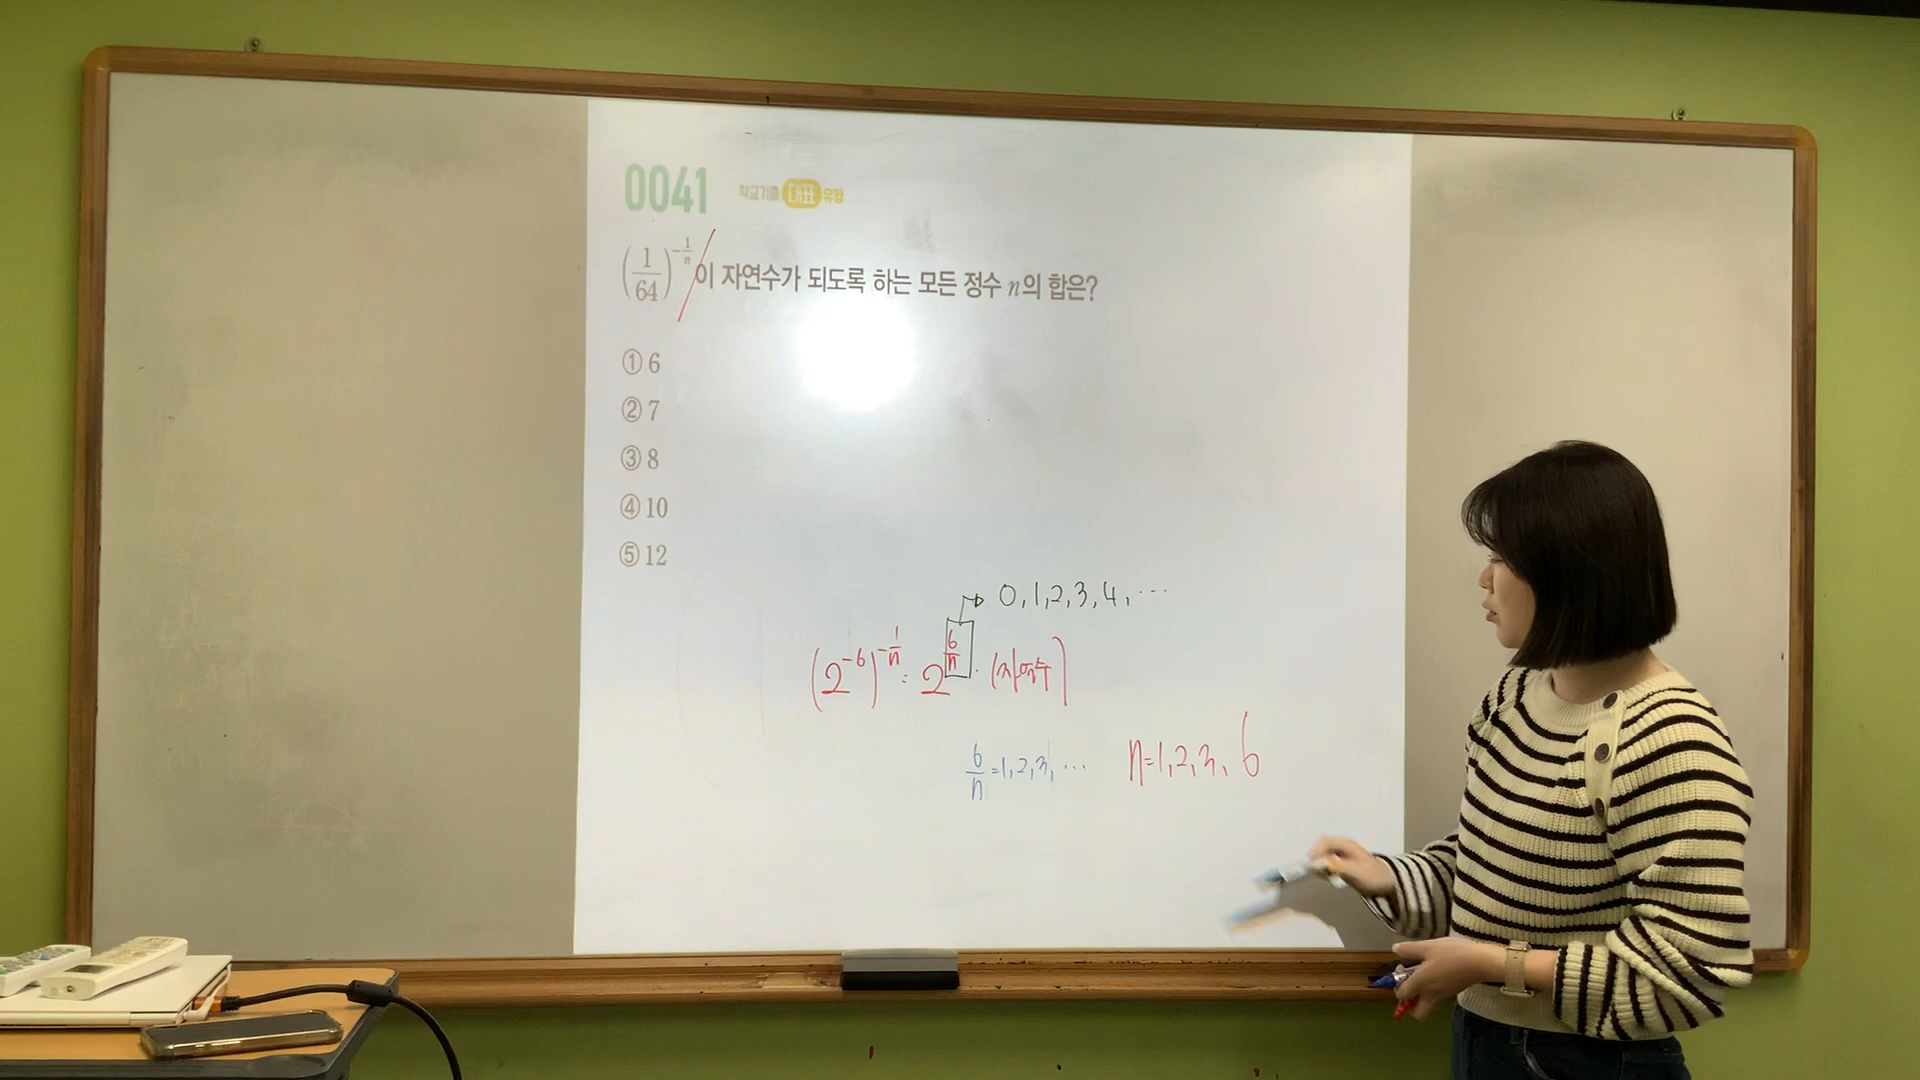 0041 학교기출 대표 유형
(1/64)^(-1/n)이 자연수가 되도록 하는 모든 정수 n의 합은?
① 6
② 7
③ 8
④ 10
⑤ 12
0, 1, 2, 3, 4, ...
(2^-6)^(-1/n) = 2^(6/n) . (자연수)
6/n = 1, 2, 3, ... n = 1, 2, 3, 6